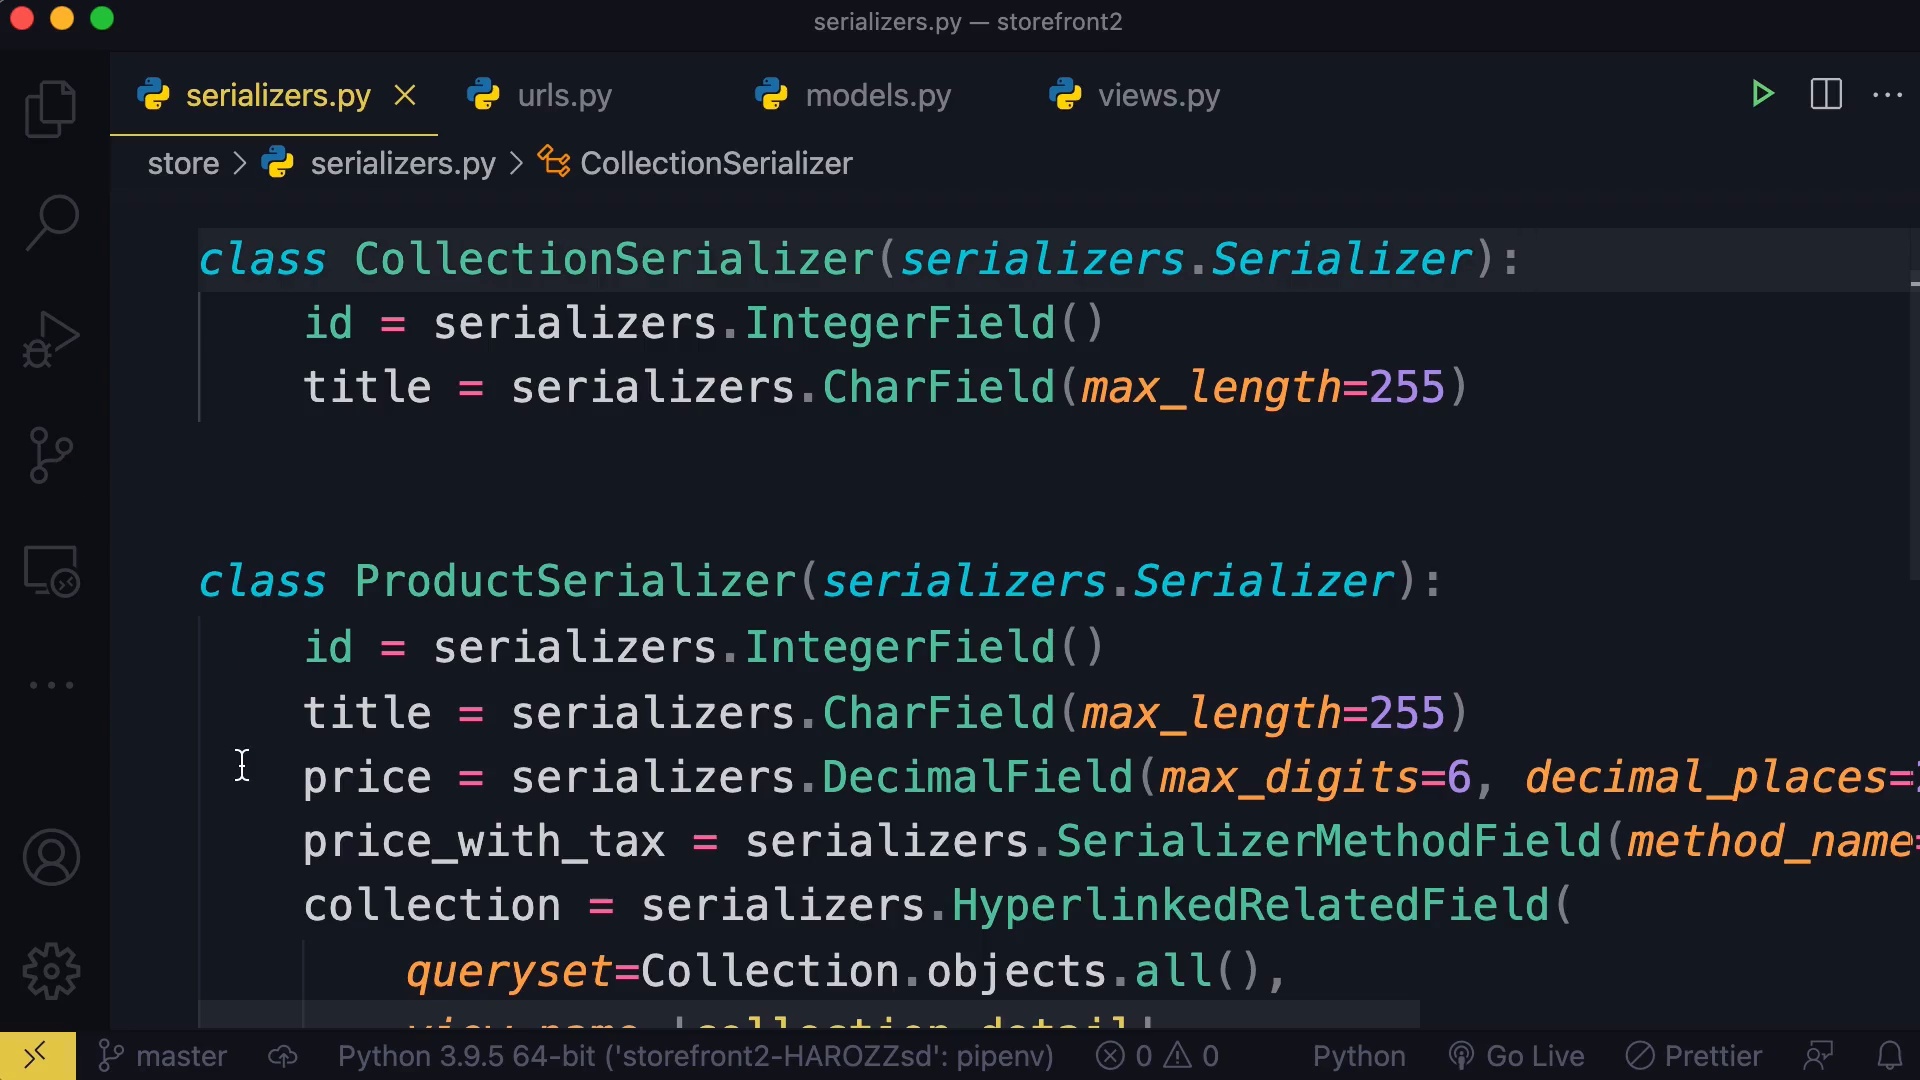 serializers.py — storefront2
serializers.py urls.py models.py views.py
store > serializers.py > CollectionSerializer
class CollectionSerializer(serializers.Serializer):
    id = serializers.IntegerField()
    title = serializers.CharField(max_length=255)
class ProductSerializer(serializers.Serializer):
    id = serializers.IntegerField()
    title = serializers.CharField(max_length=255)
    price = serializers.DecimalField(max_digits=6, decimal_places=
    price_with_tax = serializers.SerializerMethodField(method_name=
    collection = serializers.HyperlinkedRelatedField(
        queryset=Collection.objects.all(),
master Python 3.9.5 64-bit ('storefront2-HAROZZsd': pipenv) 0 0 Python Go Live Prettier